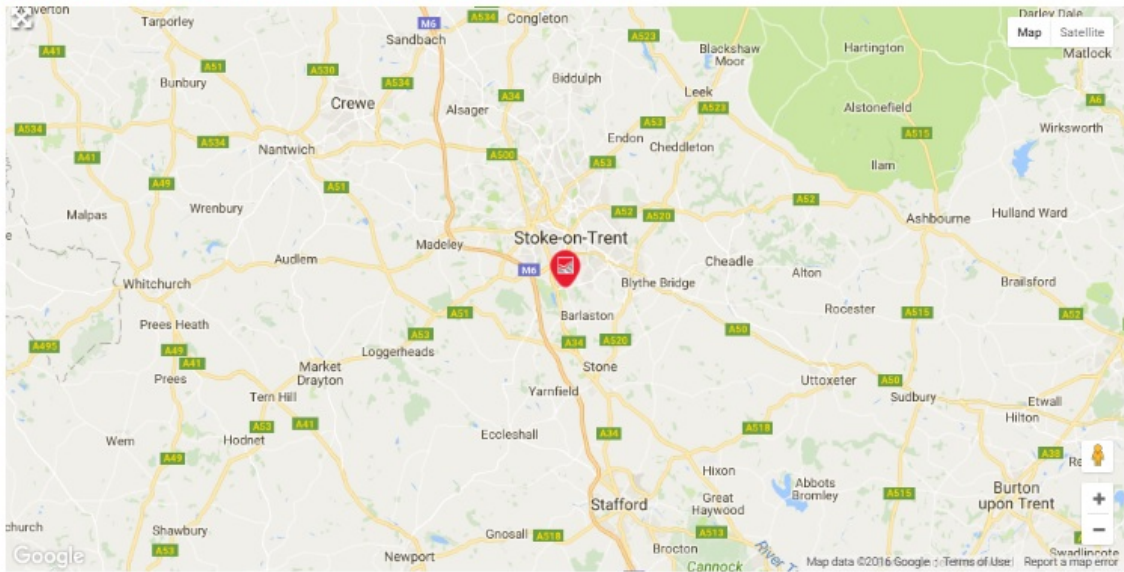 Tarporley
M6
A534
Congleton
Darley Dale
Map
Satellite
Sandbach
A523
Blackshaw
Moor
Hartington
Matlock
A41
A51
A530
A534
Biddulph
Bunbury
Crewe
Alsager
A34
Leek
A523
Alstonefield
A6
A534
A534
A53
A515
Wirksworth
Nantwich
A500
Endon
Cheddleton
A41
A53
Ilam
A49
A51
Malpas
Wrenbury
A52
A520
A52
Ashbourne
Hulland Ward
Madeley
Stoke-on-Trent
Audlem
M6
Cheadle
Alton
Whitchurch
Blythe Bridge
Brailsford
Prees Heath
A51
Barlaston
Rocester
A515
A52
A50
A495
A49
A41
A53
Loggerheads
A34
A520
Prees
Market
Drayton
Stone
Uttoxeter
A50
Tern Hill
Yarnfield
Sudbury
Etwall
Hilton
Wem
A53
Hodnet
A41
Eccleshall
A34
A518
A49
A38
Hixon
Stafford
Great
Haywood
Abbots
Bromley
A515
Burton
upon Trent
Shawbury
A53
Gnosall
A518
A513
Newport
Brocton
Cannock
Google
Map data ©2016 Google
Terms of Use
Report a map error
Swadlincote